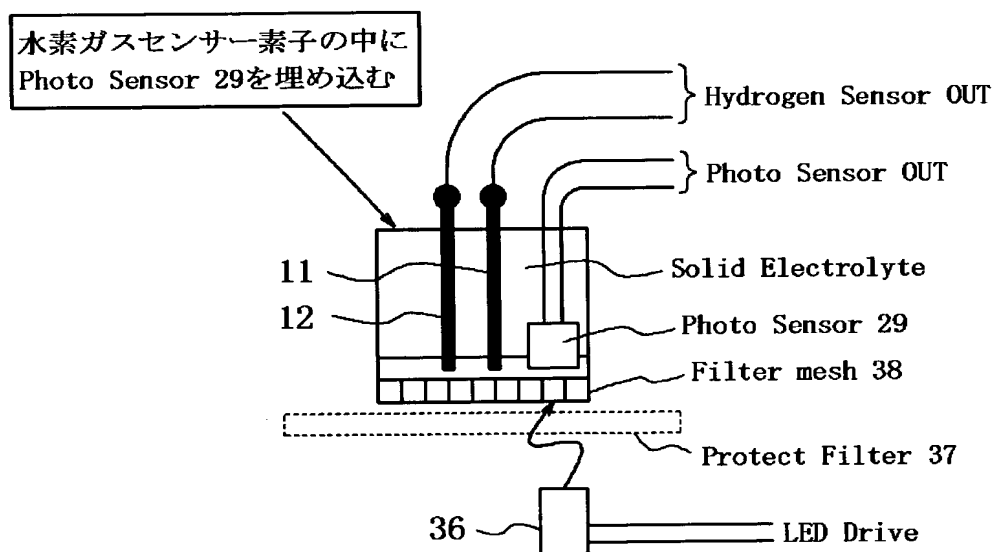 水素ガスセンサー素子の中に
Photo Sensor 29を埋め込む
Hydrogen Sensor OUT
Photo Sensor OUT
11
Solid Electrolyte
12
Photo Sensor 29
Filter mesh 38
Protect Filter 37
36
LED Drive